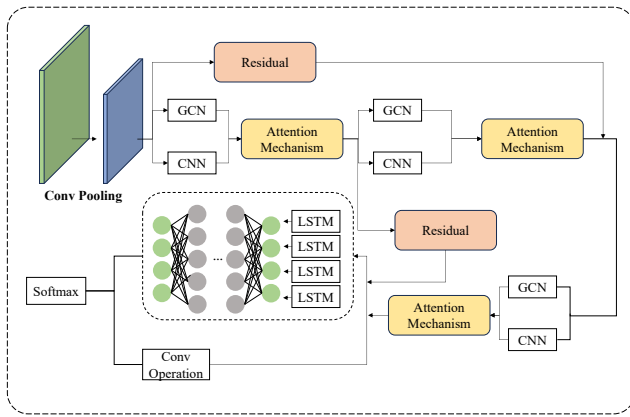 Residual
GCN
CNN
Attention
Mechanism
GCN
CNN
Attention
Mechanism
Conv Pooling
LSTM
LSTM
LSTM
LSTM
...
Residual
Softmax
Attention
Mechanism
GCN
CNN
Conv
Operation